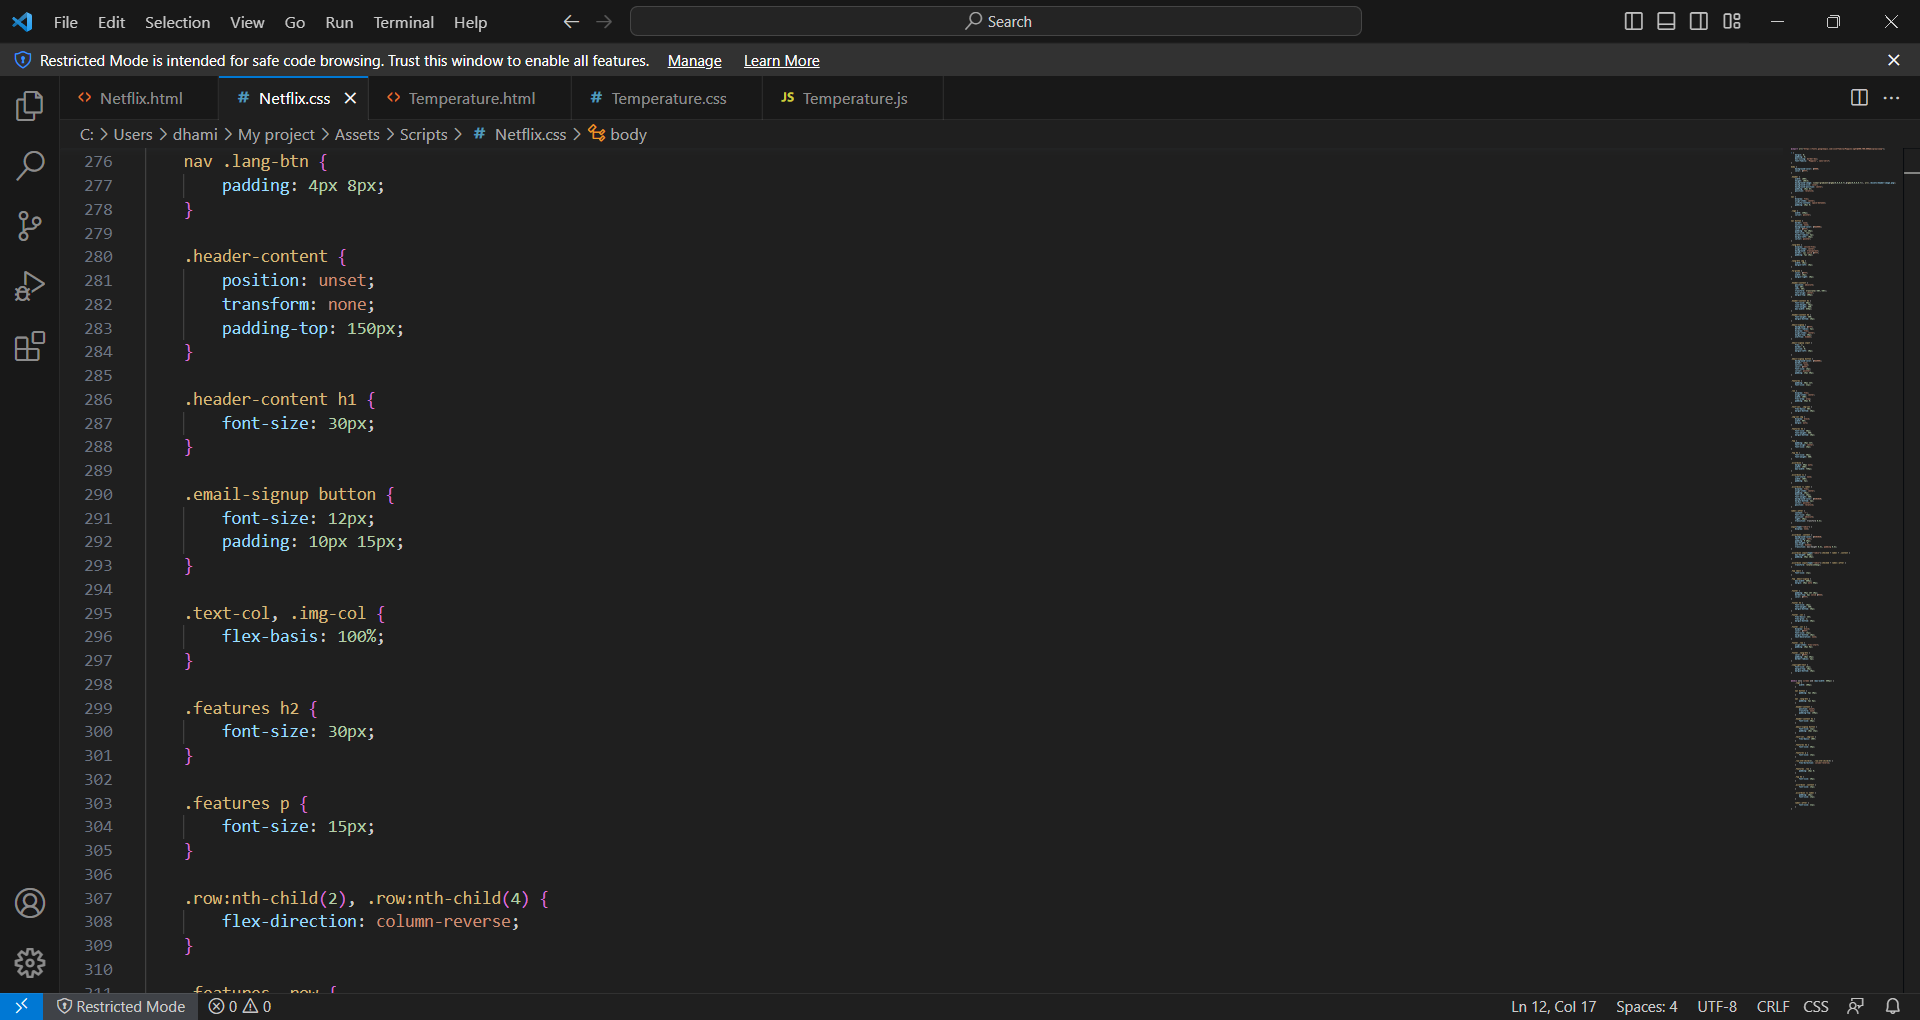 File Edit Selection View Go Run Terminal Help Search
Restricted Mode is intended for safe code browsing. Trust this window to enable all features. Manage Learn More
<> Netflix.html # Netflix.css <> Temperature.html # Temperature.css JS Temperature.js
C: > Users > dhami > My project > Assets > Scripts > # Netflix.css > body
276 nav .lang-btn {
277 padding: 4px 8px;
278 }
279
280 .header-content {
281 position: unset;
282 transform: none;
283 padding-top: 150px;
284 }
285
286 .header-content h1 {
287 font-size: 30px;
288 }
289
290 .email-signup button {
291 font-size: 12px;
292 padding: 10px 15px;
293 }
294
295 .text-col, .img-col {
296 flex-basis: 100%;
297 }
298
299 .features h2 {
300 font-size: 30px;
301 }
302
303 .features p {
304 font-size: 15px;
305 }
306
307 .row:nth-child(2), .row:nth-child(4) {
308 flex-direction: column-reverse;
309 }
310
311 .features .row {
Restricted Mode 0 0 Ln 12, Col 17 Spaces: 4 UTF-8 CRLF CSS